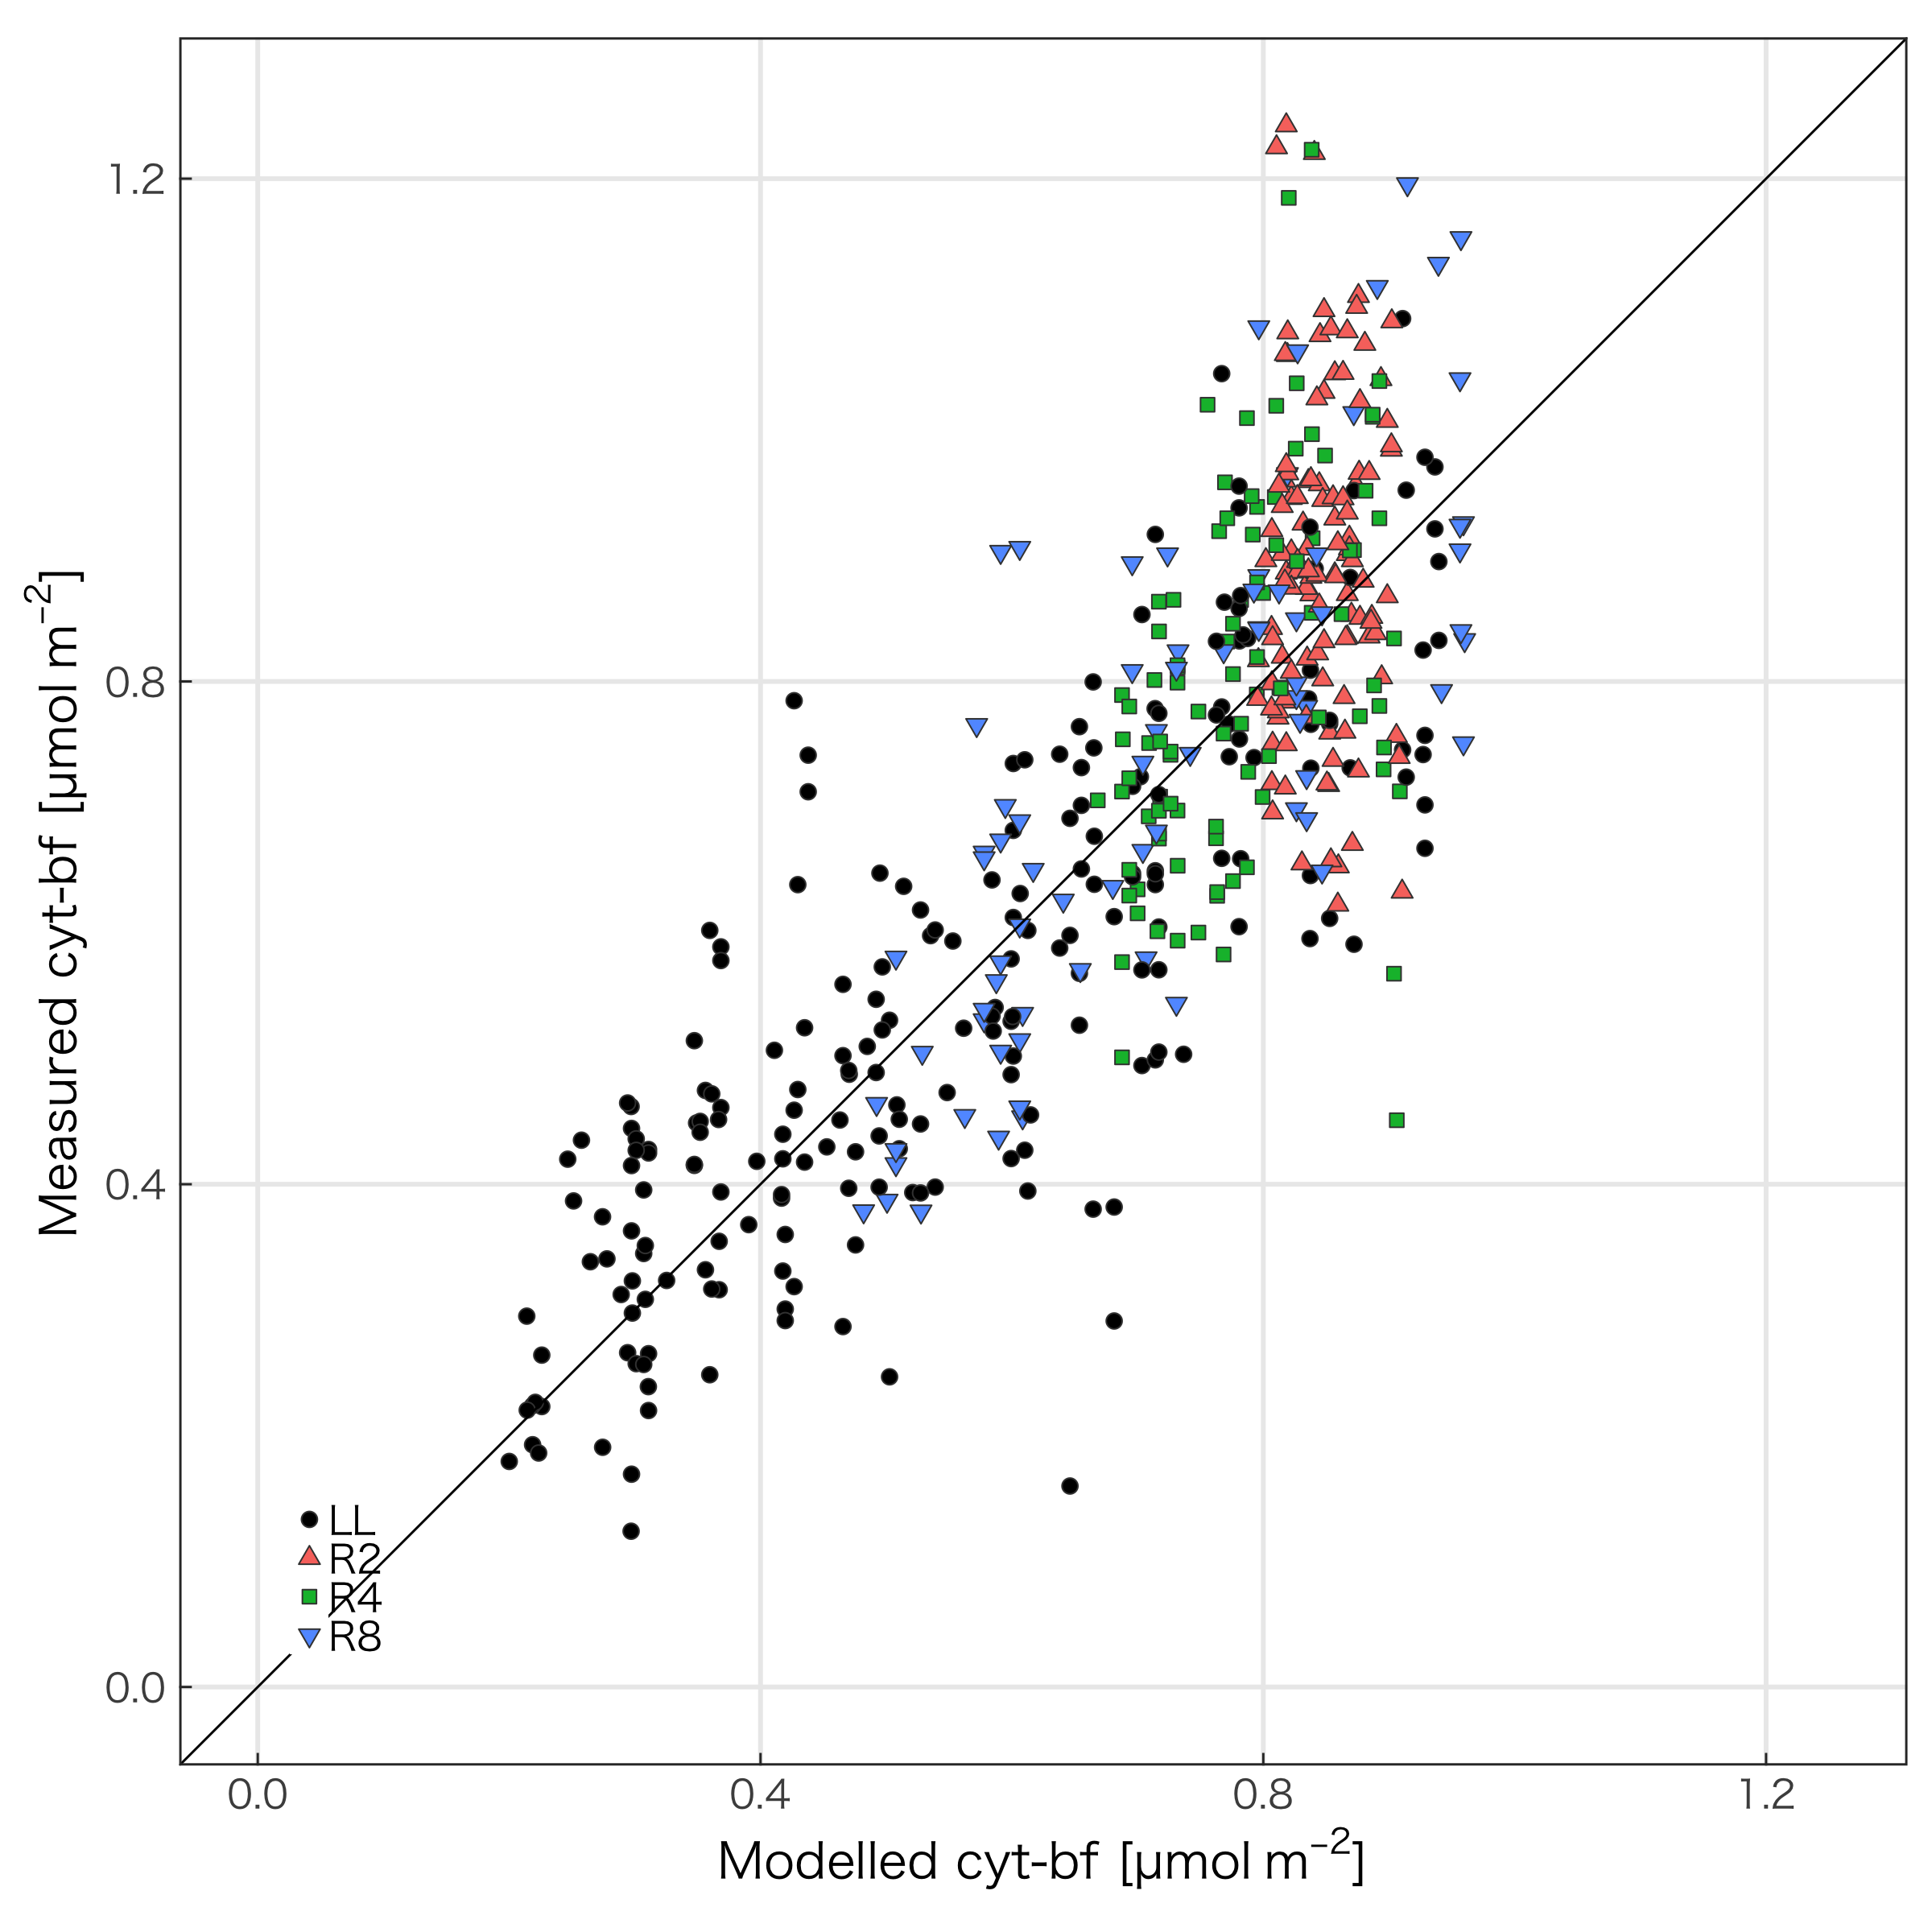 1.2
0.8
0.4
0.0
Measured cyt-bf [µmol m⁻²]
LL
R2
R4
R8
0.0 0.4 0.8 1.2
Modelled cyt-bf [µmol m⁻²]